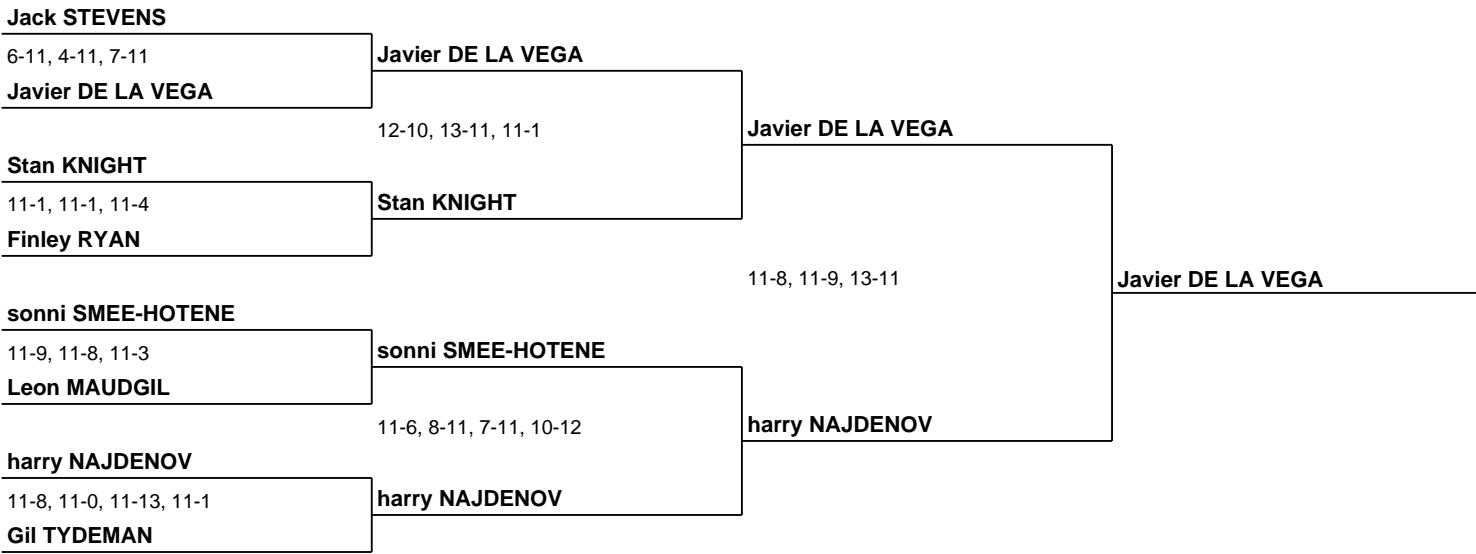 Jack STEVENS
6-11, 4-11, 7-11
Javier DE LA VEGA
Javier DE LA VEGA
12-10, 13-11, 11-1
Javier DE LA VEGA
Stan KNIGHT
11-1, 11-1, 11-4
Stan KNIGHT
Finley RYAN
11-8, 11-9, 13-11
Javier DE LA VEGA
sonni SMEE-HOTENE
11-9, 11-8, 11-3
sonni SMEE-HOTENE
Leon MAUDGIL
11-6, 8-11, 7-11, 10-12
harry NAJDENOV
harry NAJDENOV
11-8, 11-0, 11-13, 11-1
harry NAJDENOV
Gil TYDEMAN